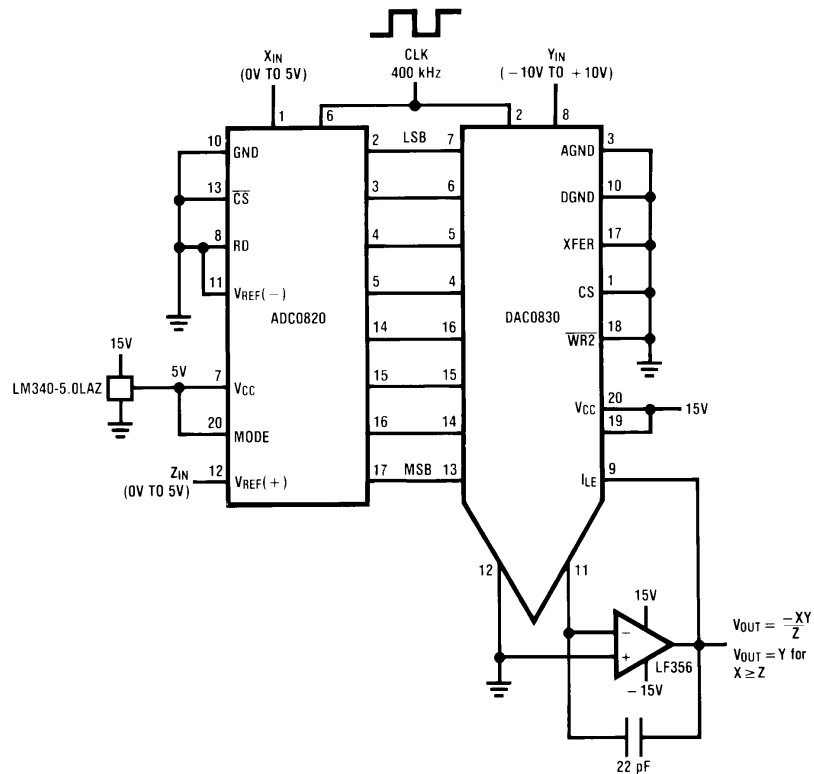 XIN
(0V TO 5V)
CLK
400 kHz
YIN
(−10V TO +10V)
1
6
2
8
10
GND
2
LSB
7
AGND
3
13
CS
3
6
DGND
10
8
RD
4
5
XFER
17
11
VREF(−)
5
4
CS
1
ADC0820
DAC0830
14
16
WR2
18
15V
LM340-5.0LAZ
5V
7
VCC
15
15
VCC
20
15V
19
20
MODE
16
14
ZIN
(0V TO 5V)
12
VREF(+)
17
MSB
13
ILE
9
12
11
15V
−
+
LF356
−15V
VOUT = −XY
Z
VOUT = Y for
X ≥ Z
22 pF